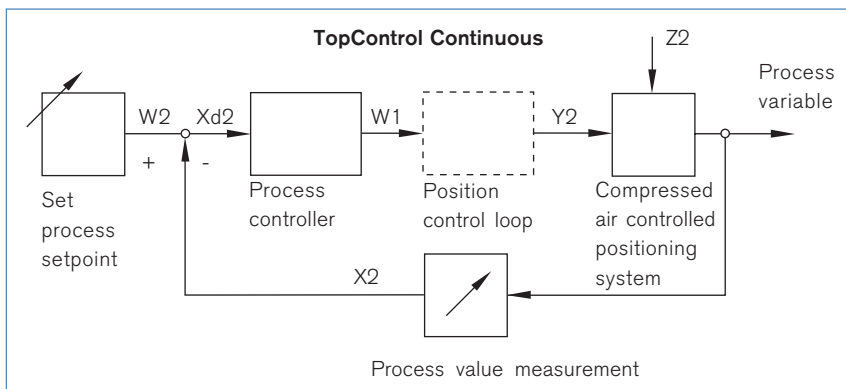 TopControl Continuous
Z2
Process
variable
W2
Xd2
W1
Y2
+
-
Set
process
setpoint
Process
controller
Position
control loop
Compressed
air controlled
positioning
system
X2
Process value measurement